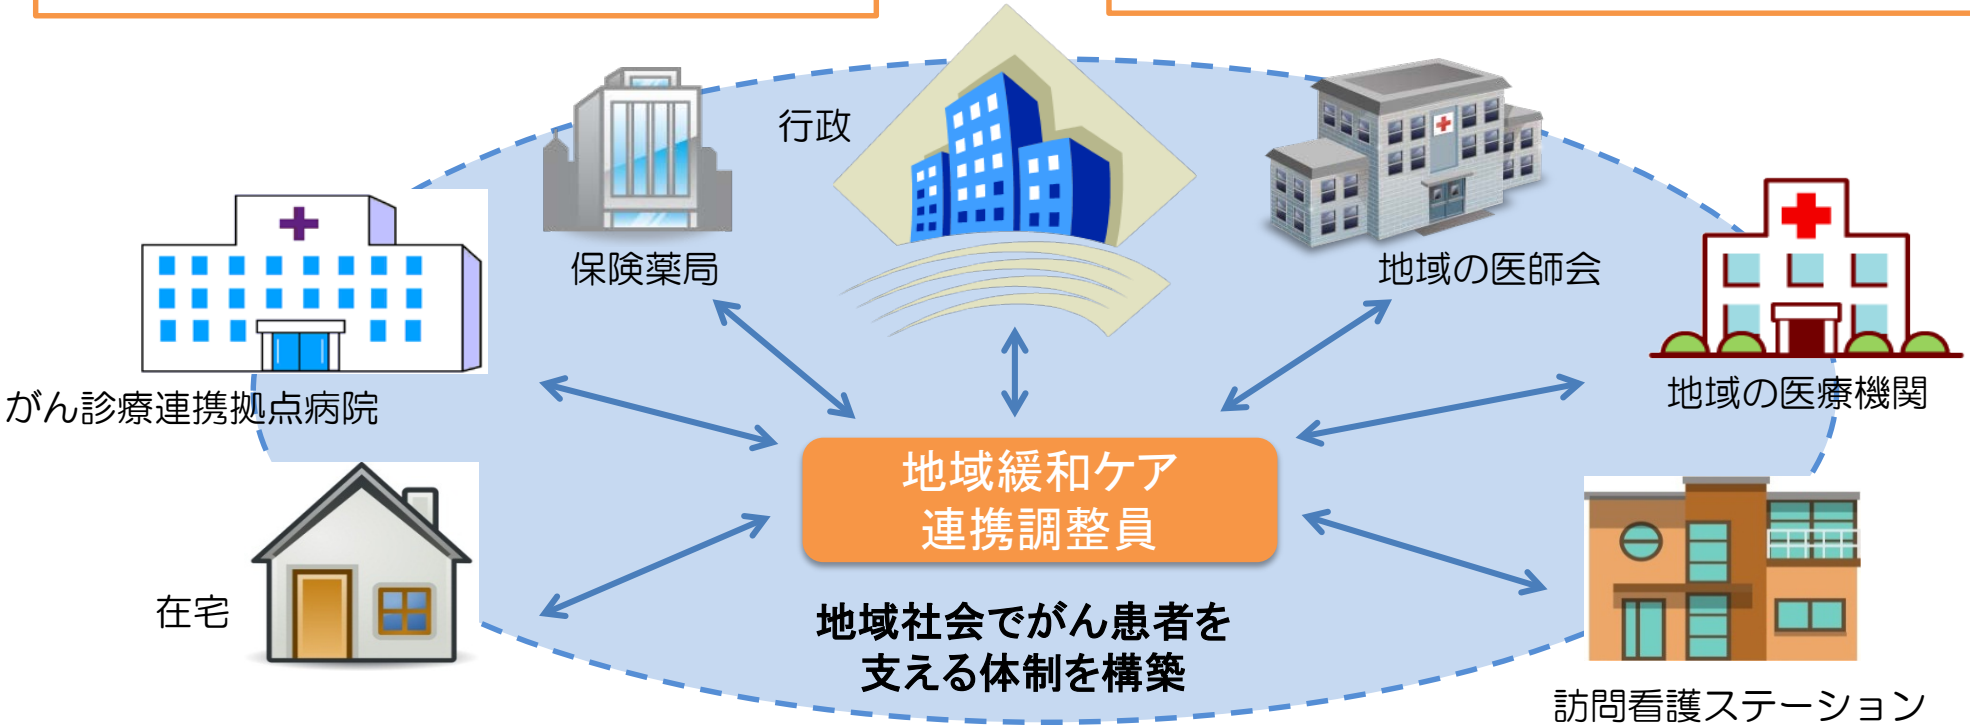 行政
保険薬局
地域の医師会
がん診療連携拠点病院
地域の医療機関
地域緩和ケア
連携調整員
在宅
地域社会でがん患者を
支える体制を構築
訪問看護ステーション